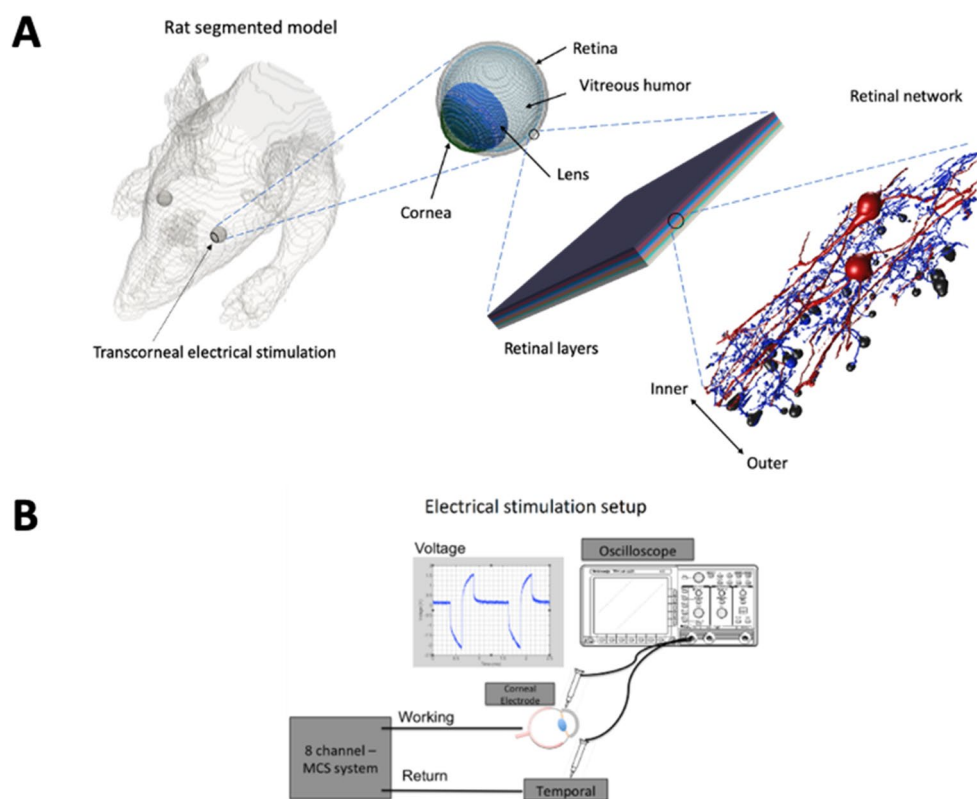 A
Rat segmented model
Retina
Vitreous humor
Retinal network
Lens
Cornea
Transcorneal electrical stimulation
Retinal layers
Inner
Outer
B
Electrical stimulation setup
Voltage
Oscilloscope
Corneal
Electrode
Working
8 channel –
MCS system
Return
Temporal